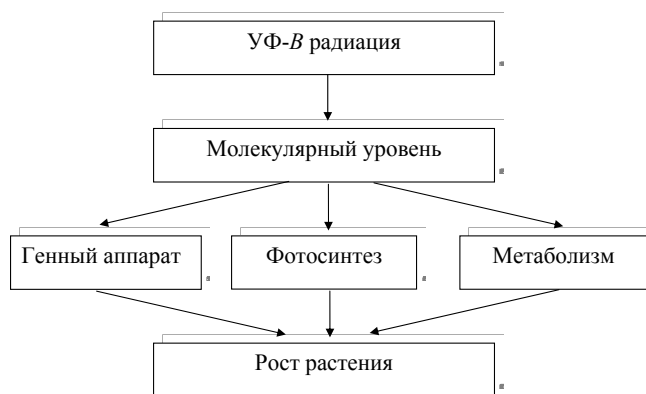 УФ-В радиация
Молекулярный уровень
Генный аппарат
Фотосинтез
Метаболизм
Рост растения